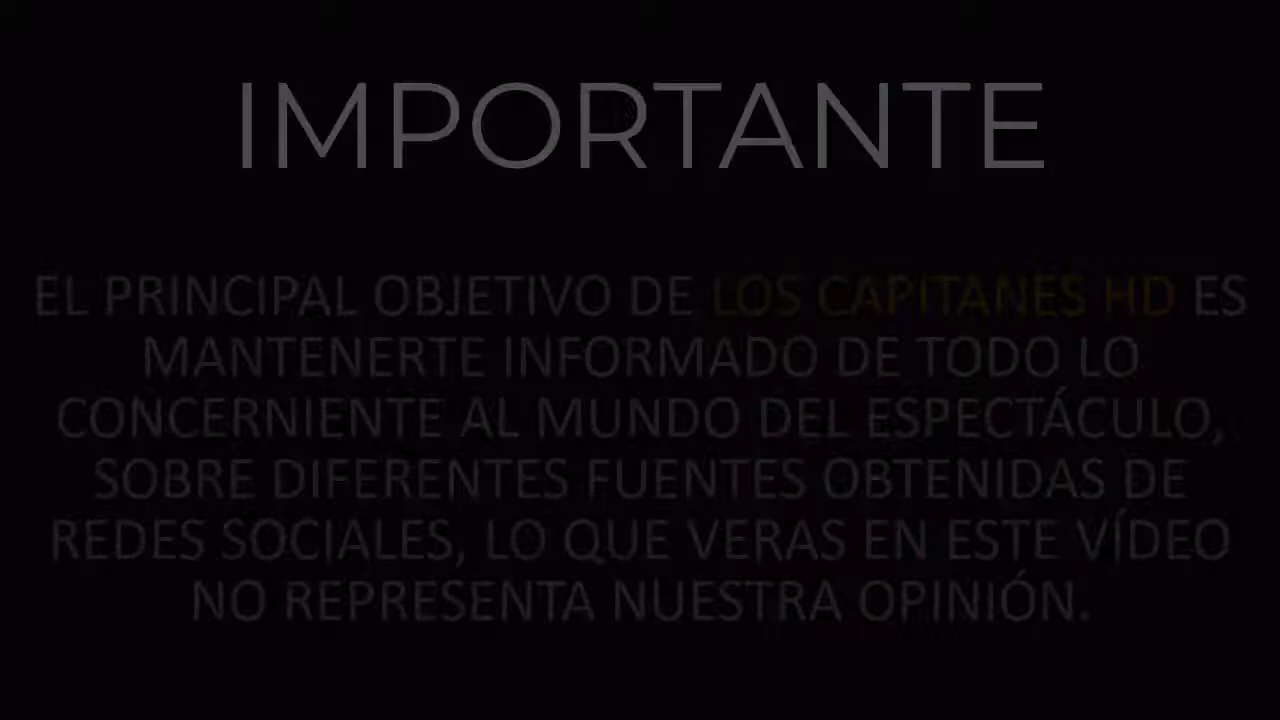 IMPORTANTE
EL PRINCIPAL OBJETIVO DE LOS CAPITANES HD ES
MANTENERTE INFORMADO DE TODO LO
CONCERNIENTE AL MUNDO DEL ESPECTÁCULO,
SOBRE DIFERENTES FUENTES OBTENIDAS DE
REDES SOCIALES, LO QUE VERAS EN ESTE VÍDEO
NO REPRESENTA NUESTRA OPINIÓN.